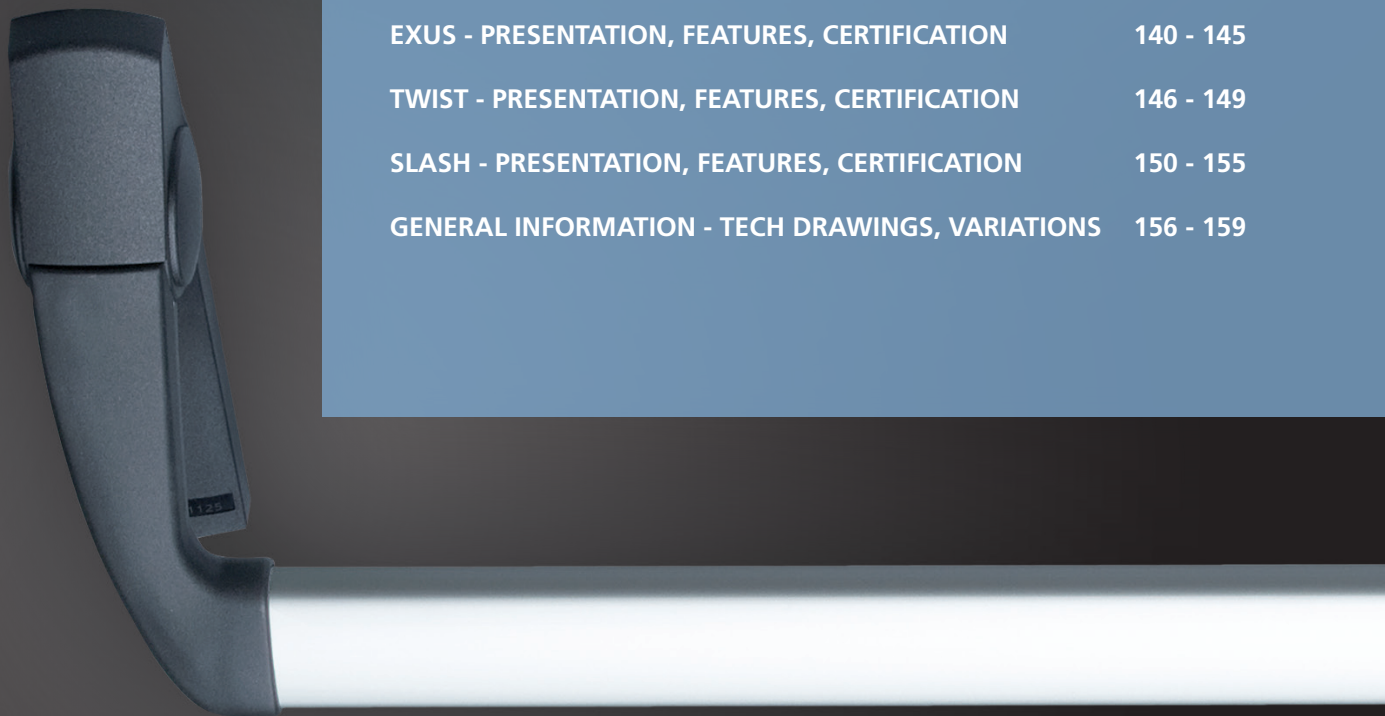 EXUS - PRESENTATION, FEATURES, CERTIFICATION 140 - 145
TWIST - PRESENTATION, FEATURES, CERTIFICATION 146 - 149
SLASH - PRESENTATION, FEATURES, CERTIFICATION 150 - 155
GENERAL INFORMATION - TECH DRAWINGS, VARIATIONS 156 - 159